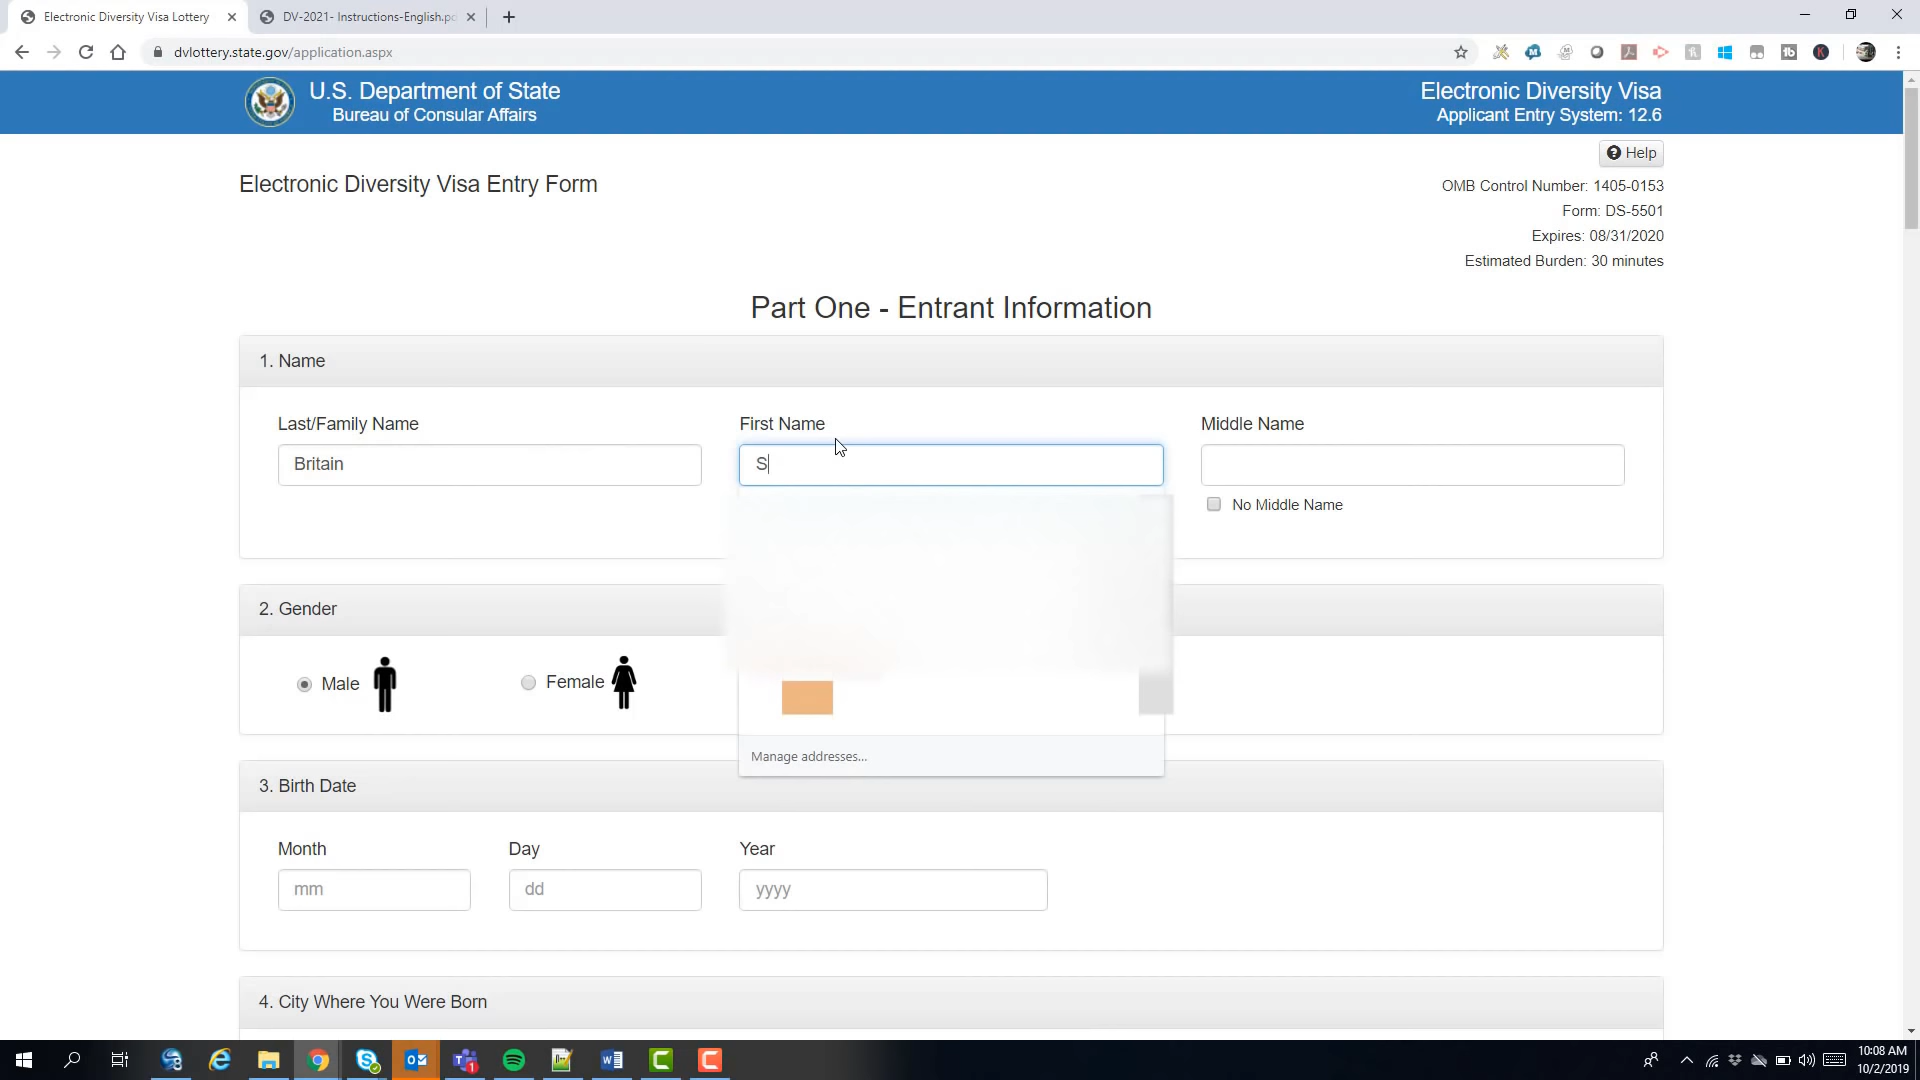 Electronic Diversity Visa Lottery
DV-2021- Instructions-English.pd
dvlottery.state.gov/application.aspx
U.S. Department of State
Bureau of Consular Affairs
Electronic Diversity Visa
Applicant Entry System: 12.6
Help
Electronic Diversity Visa Entry Form
OMB Control Number: 1405-0153
Form: DS-5501
Expires: 08/31/2020
Estimated Burden: 30 minutes
Part One - Entrant Information
1. Name
Last/Family Name
First Name
Middle Name
Britain
S
No Middle Name
2. Gender
Male
Female
Manage addresses...
3. Birth Date
Month
Day
Year
mm
dd
yyyy
4. City Where You Were Born
10:08 AM
10/2/2019